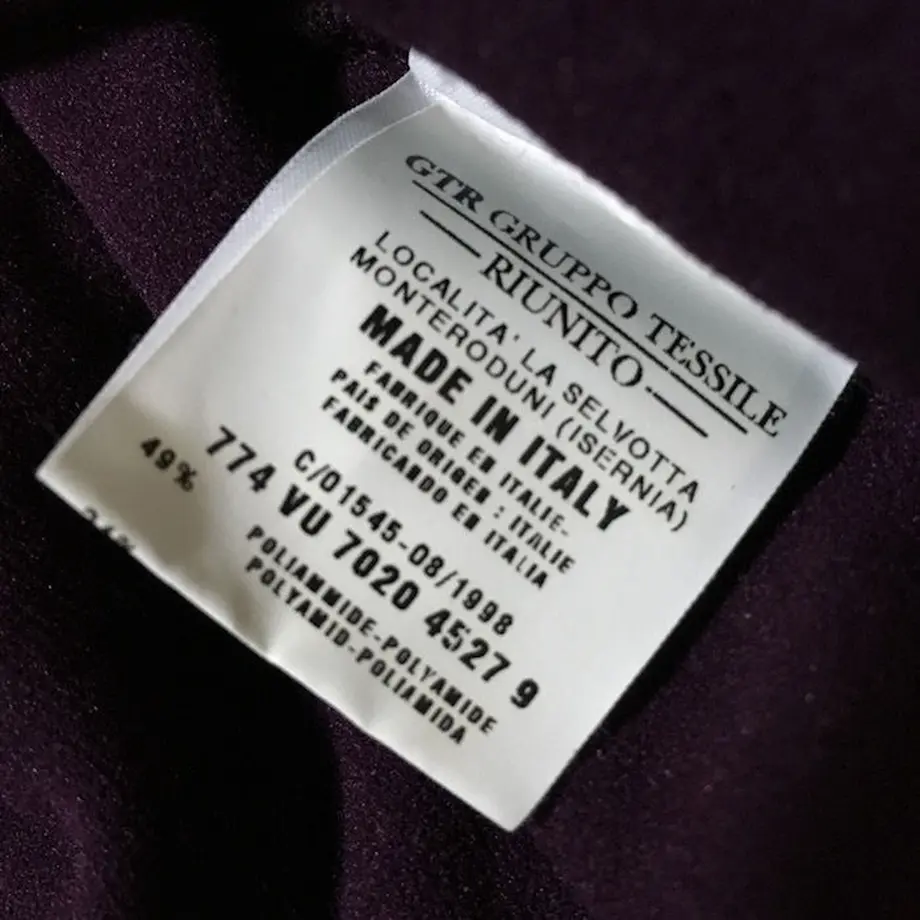 GTR GRUPPO TESSILE
RIUNITO
LOCALITA' LA SELVOTTA
MONTERODUNI (ISERNIA)
MADE IN ITALY
FABRIQUE EN ITALIE-
PAIS DE ORIGEN : ITALIE
FABRICANDO EN ITALIA
C/01545-08/1998
774 VU 7020 4527 9
49% POLIAMMIDE-POLYAMIDE
POLYAMID-POLIAMIDA